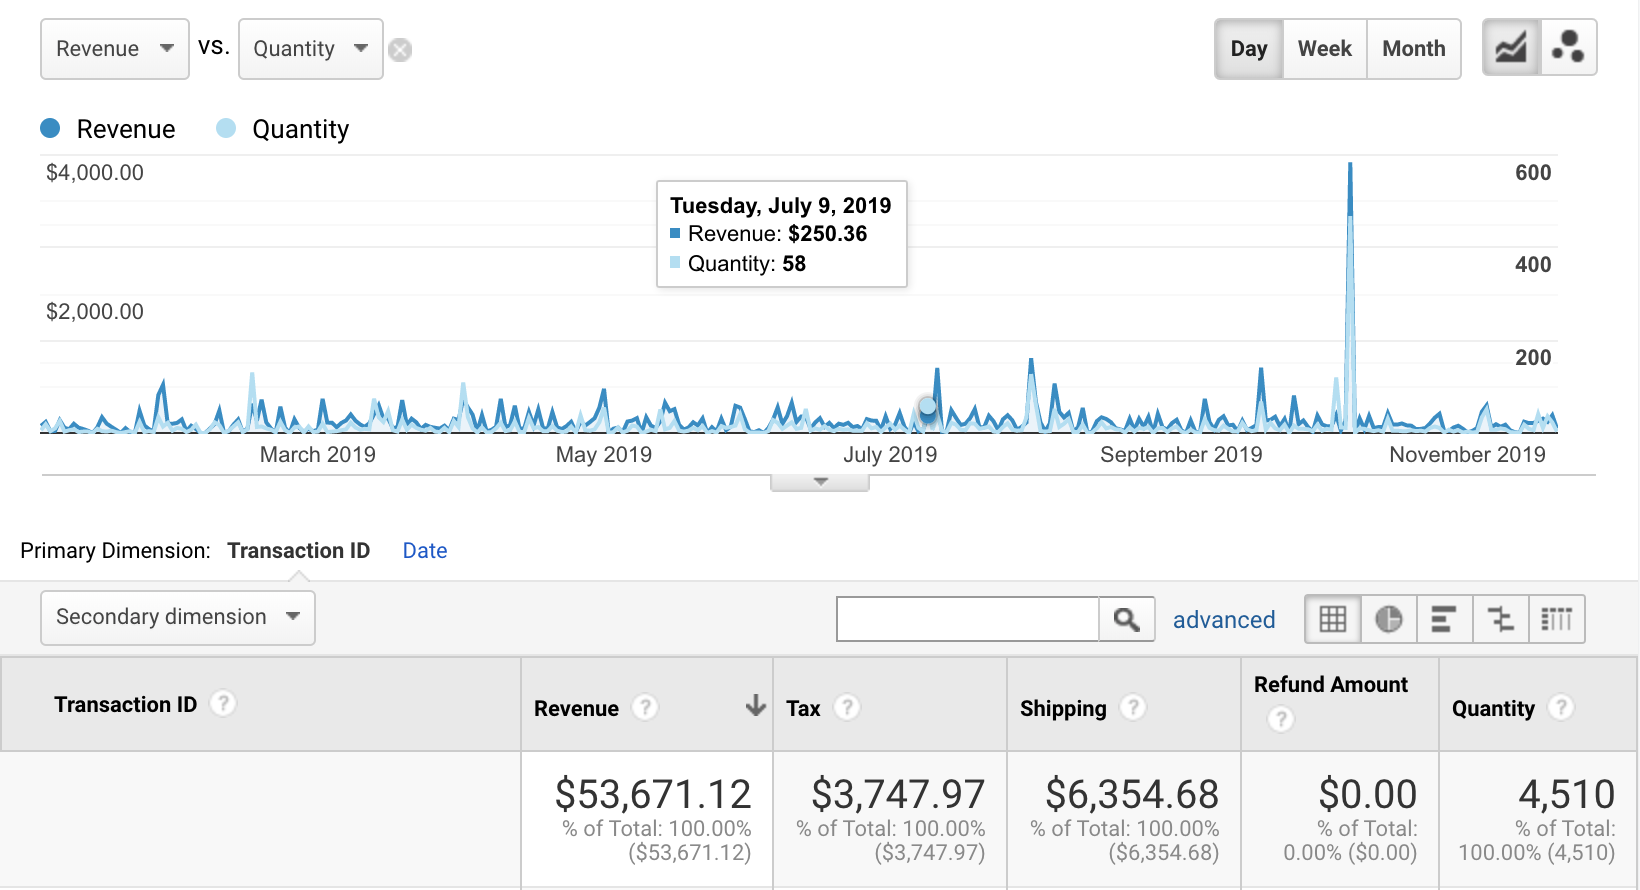 Revenue vs. Quantity Day Week Month
Revenue Quantity
$4,000.00 600
Tuesday, July 9, 2019
Revenue: $250.36
Quantity: 58
400
$2,000.00
200
March 2019 May 2019 July 2019 September 2019 November 2019
Primary Dimension: Transaction ID Date
Secondary dimension advanced
Transaction ID ? Revenue ? Tax ? Shipping ? Refund Amount ? Quantity ?
$53,671.12 $3,747.97 $6,354.68 $0.00 4,510
% of Total: 100.00% % of Total: 100.00% % of Total: 100.00% % of Total: % of Total:
($53,671.12) ($3,747.97) ($6,354.68) 0.00% ($0.00) 100.00% (4,510)